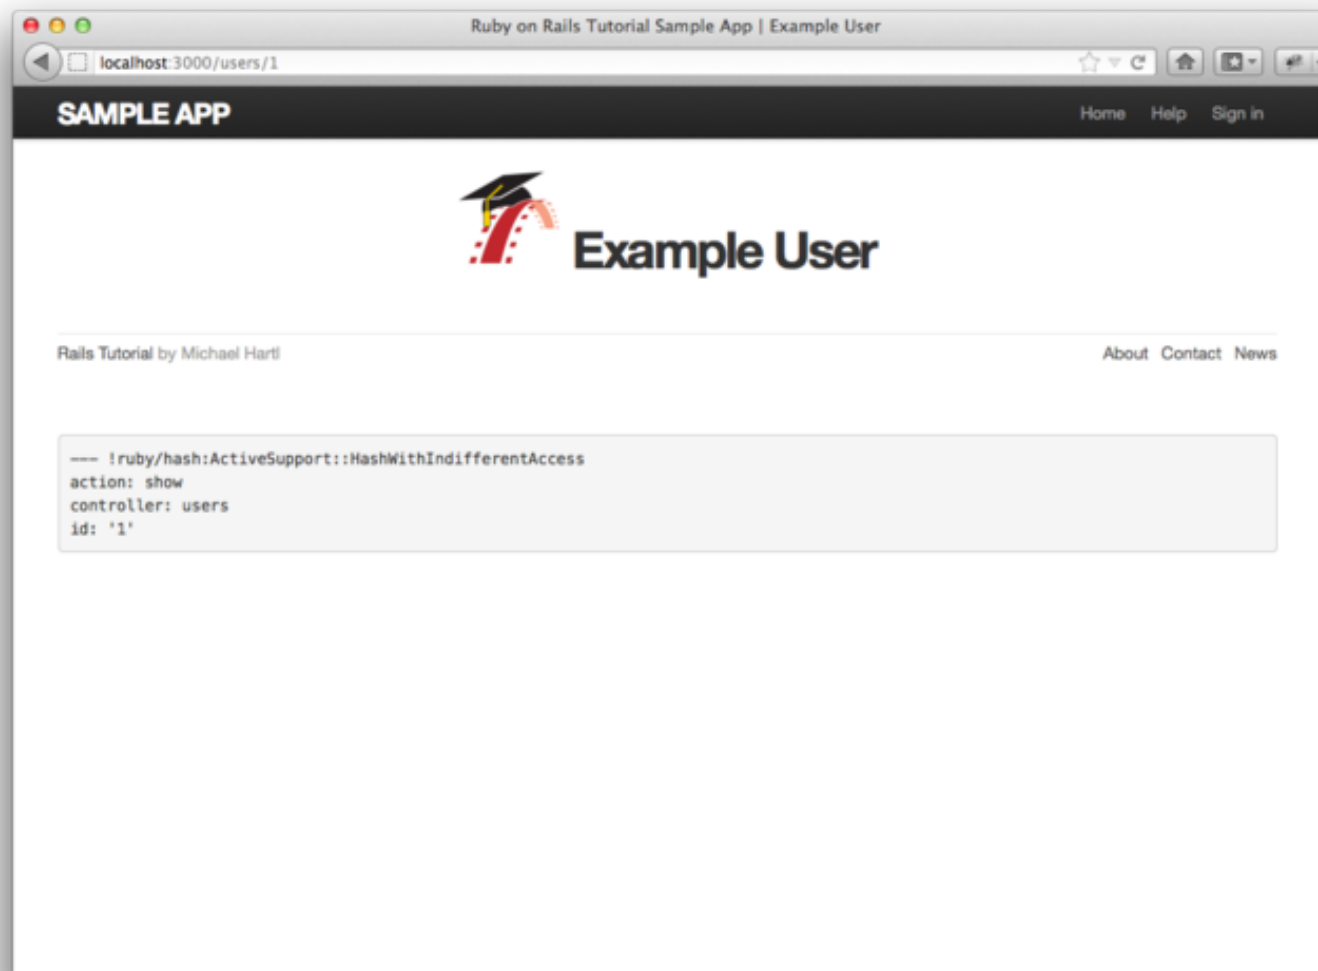 Ruby on Rails Tutorial Sample App | Example User
localhost:3000/users/1
SAMPLE APP
Home Help Sign in
Example User
Rails Tutorial by Michael Hartl
About Contact News
--- !ruby/hash:ActiveSupport::HashWithIndifferentAccess
action: show
controller: users
id: '1'